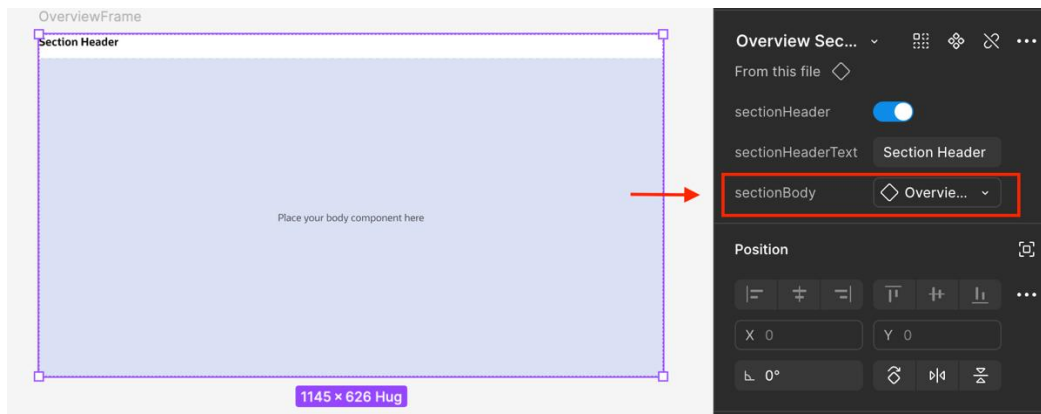 OverviewFrame
Section Header
Place your body component here
1145 × 626 Hug
Overview Sec...
From this file
sectionHeader
sectionHeaderText Section Header
sectionBody Overvie...
Position
X 0 Y 0
0°